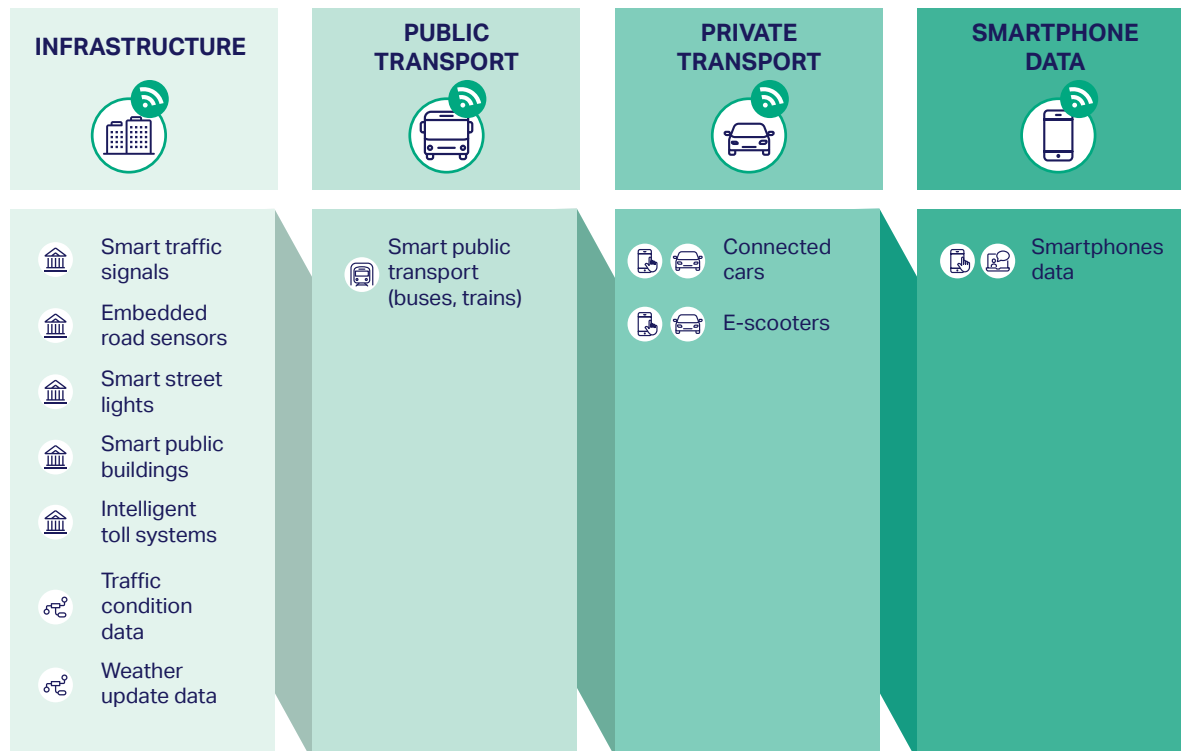 INFRASTRUCTURE
PUBLIC
TRANSPORT
PRIVATE
TRANSPORT
SMARTPHONE
DATA
Smart traffic
signals
Embedded
road sensors
Smart street
lights
Smart public
buildings
Intelligent
toll systems
Traffic
condition
data
Weather
update data
Smart public
transport
(buses, trains)
Connected
cars
E-scooters
Smartphones
data